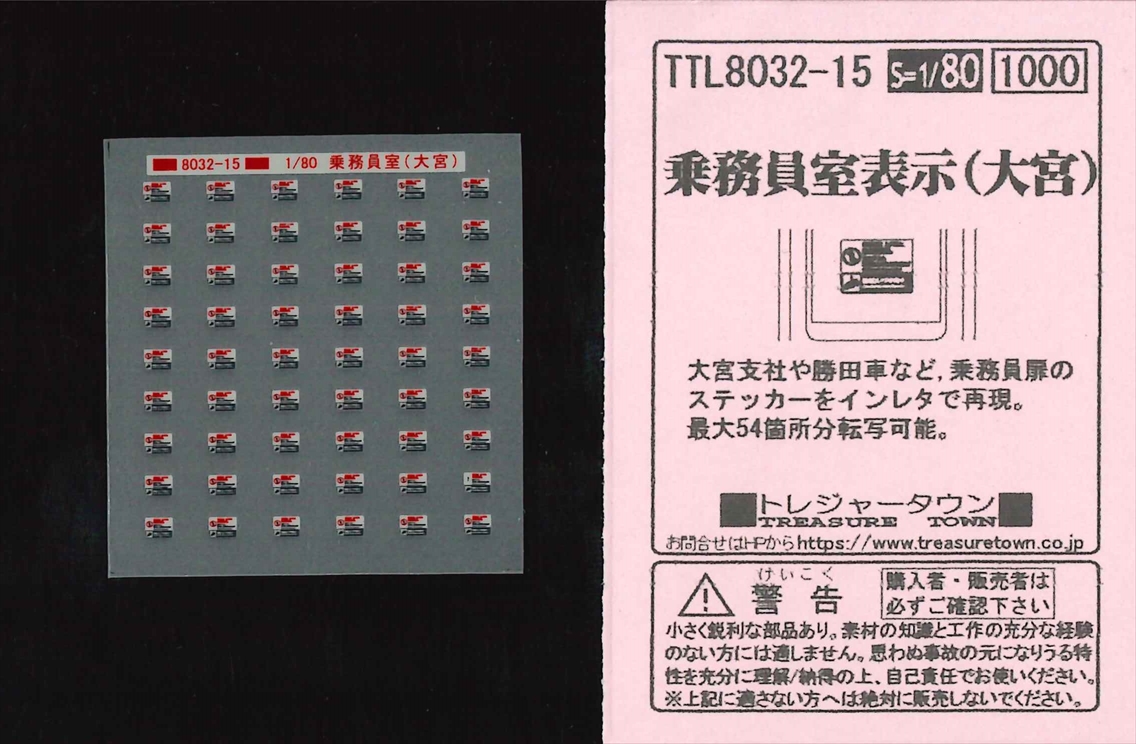 8032-15 1/80 乗務員室(大宮)
TTL8032-15 S=1/80 1000
乗務員室表示(大宮)
大宮支社や勝田車など,乗務員扉の
ステッカーをインレタで再現。
最大54箇所分転写可能。
トレジャータウン
TREASURE TOWN
お問合せはHPからhttps://www.treasuretown.co.jp
けいこく
警告
購入者・販売者は
必ずご確認下さい
小さく鋭利な部品あり。素材の知識と工作の充分な経験
のない方には適しません。思わぬ事故の元になりうる特
性を充分に理解/納得の上、自己責任でお使いください。
※上記に適さない方へは絶対に販売しないでください。